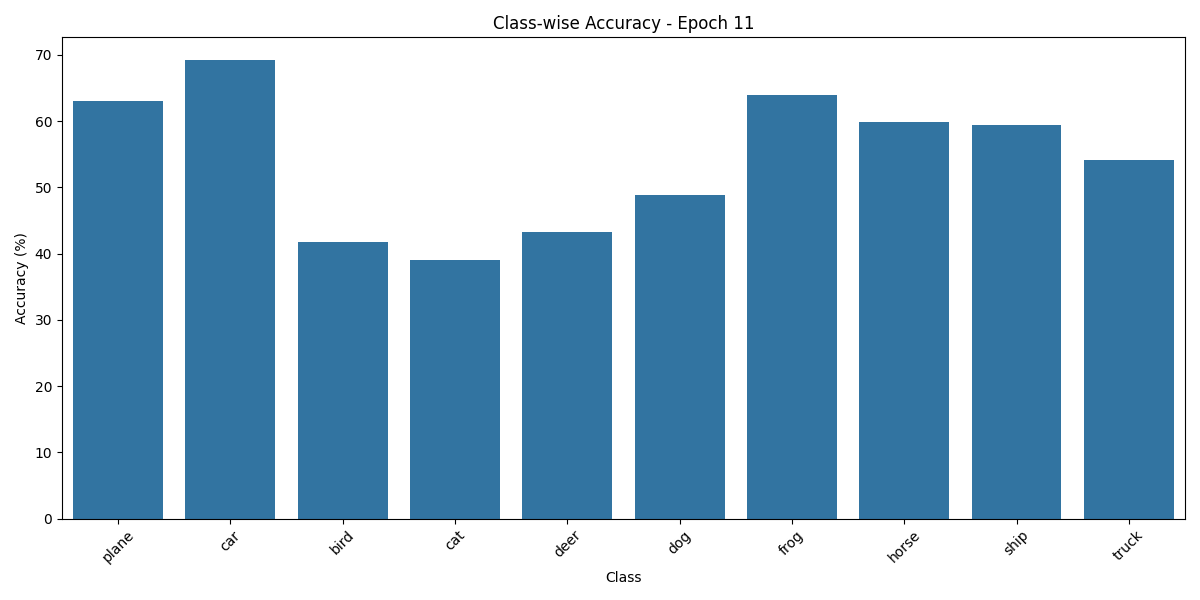 Class-wise Accuracy - Epoch 11
Accuracy (%)
70
60
50
40
30
20
10
0
plane
car
bird
cat
deer
dog
frog
horse
ship
truck
Class